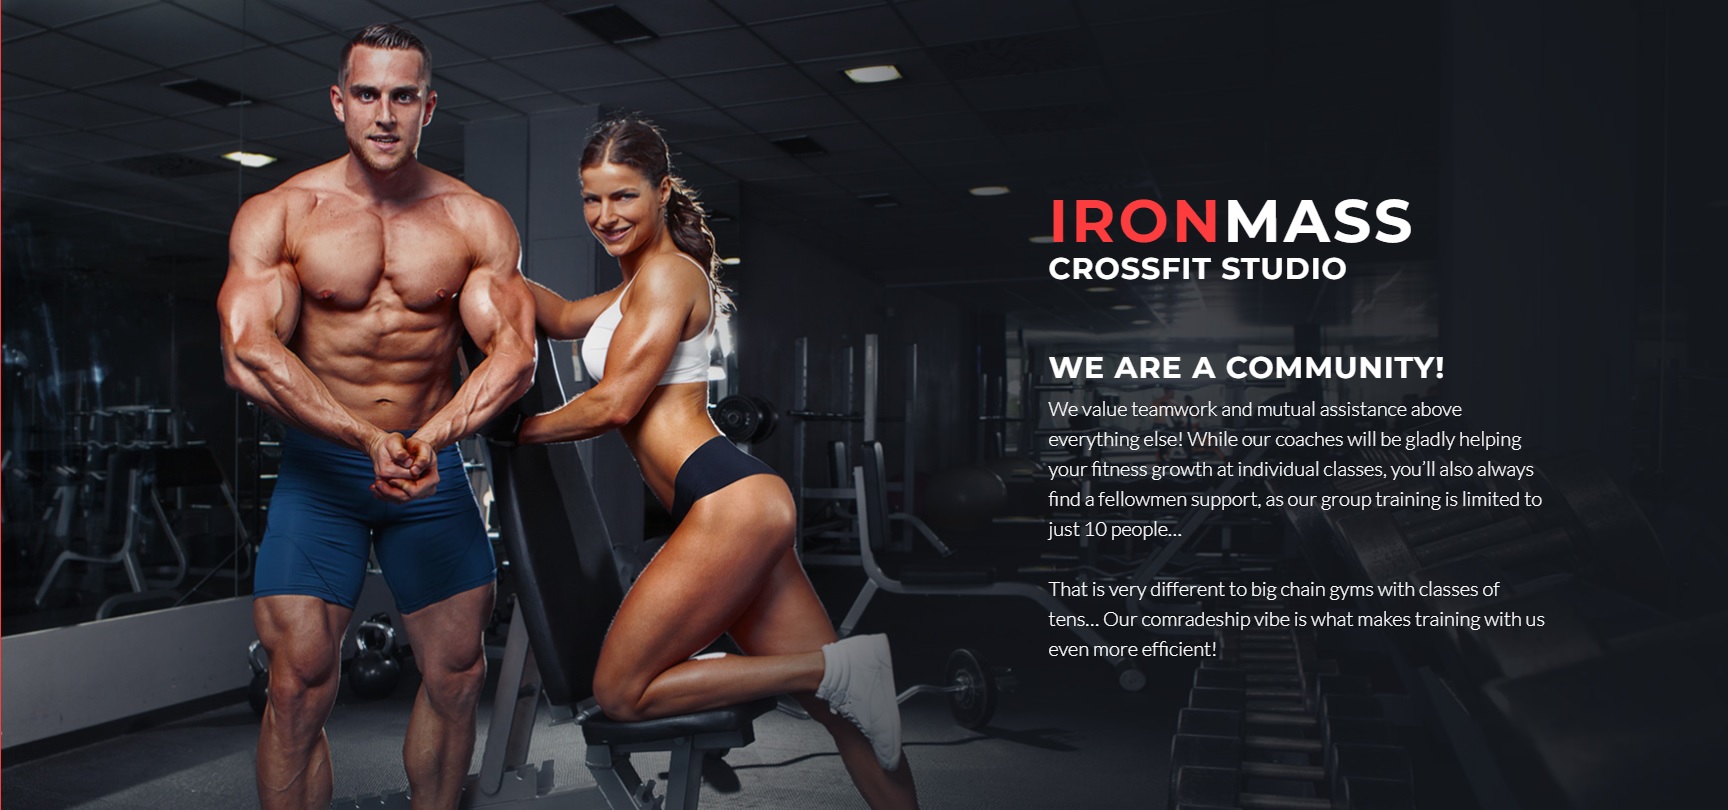 IRONMASS
CROSSFIT STUDIO
WE ARE A COMMUNITY!
We value teamwork and mutual assistance above
everything else! While our coaches will be gladly helping
your fitness growth at individual classes, you’ll also always
find a fellowmen support, as our group training is limited to
just 10 people...
That is very different to big chain gyms with classes of
tens... Our comradeship vibe is what makes training with us
even more efficient!